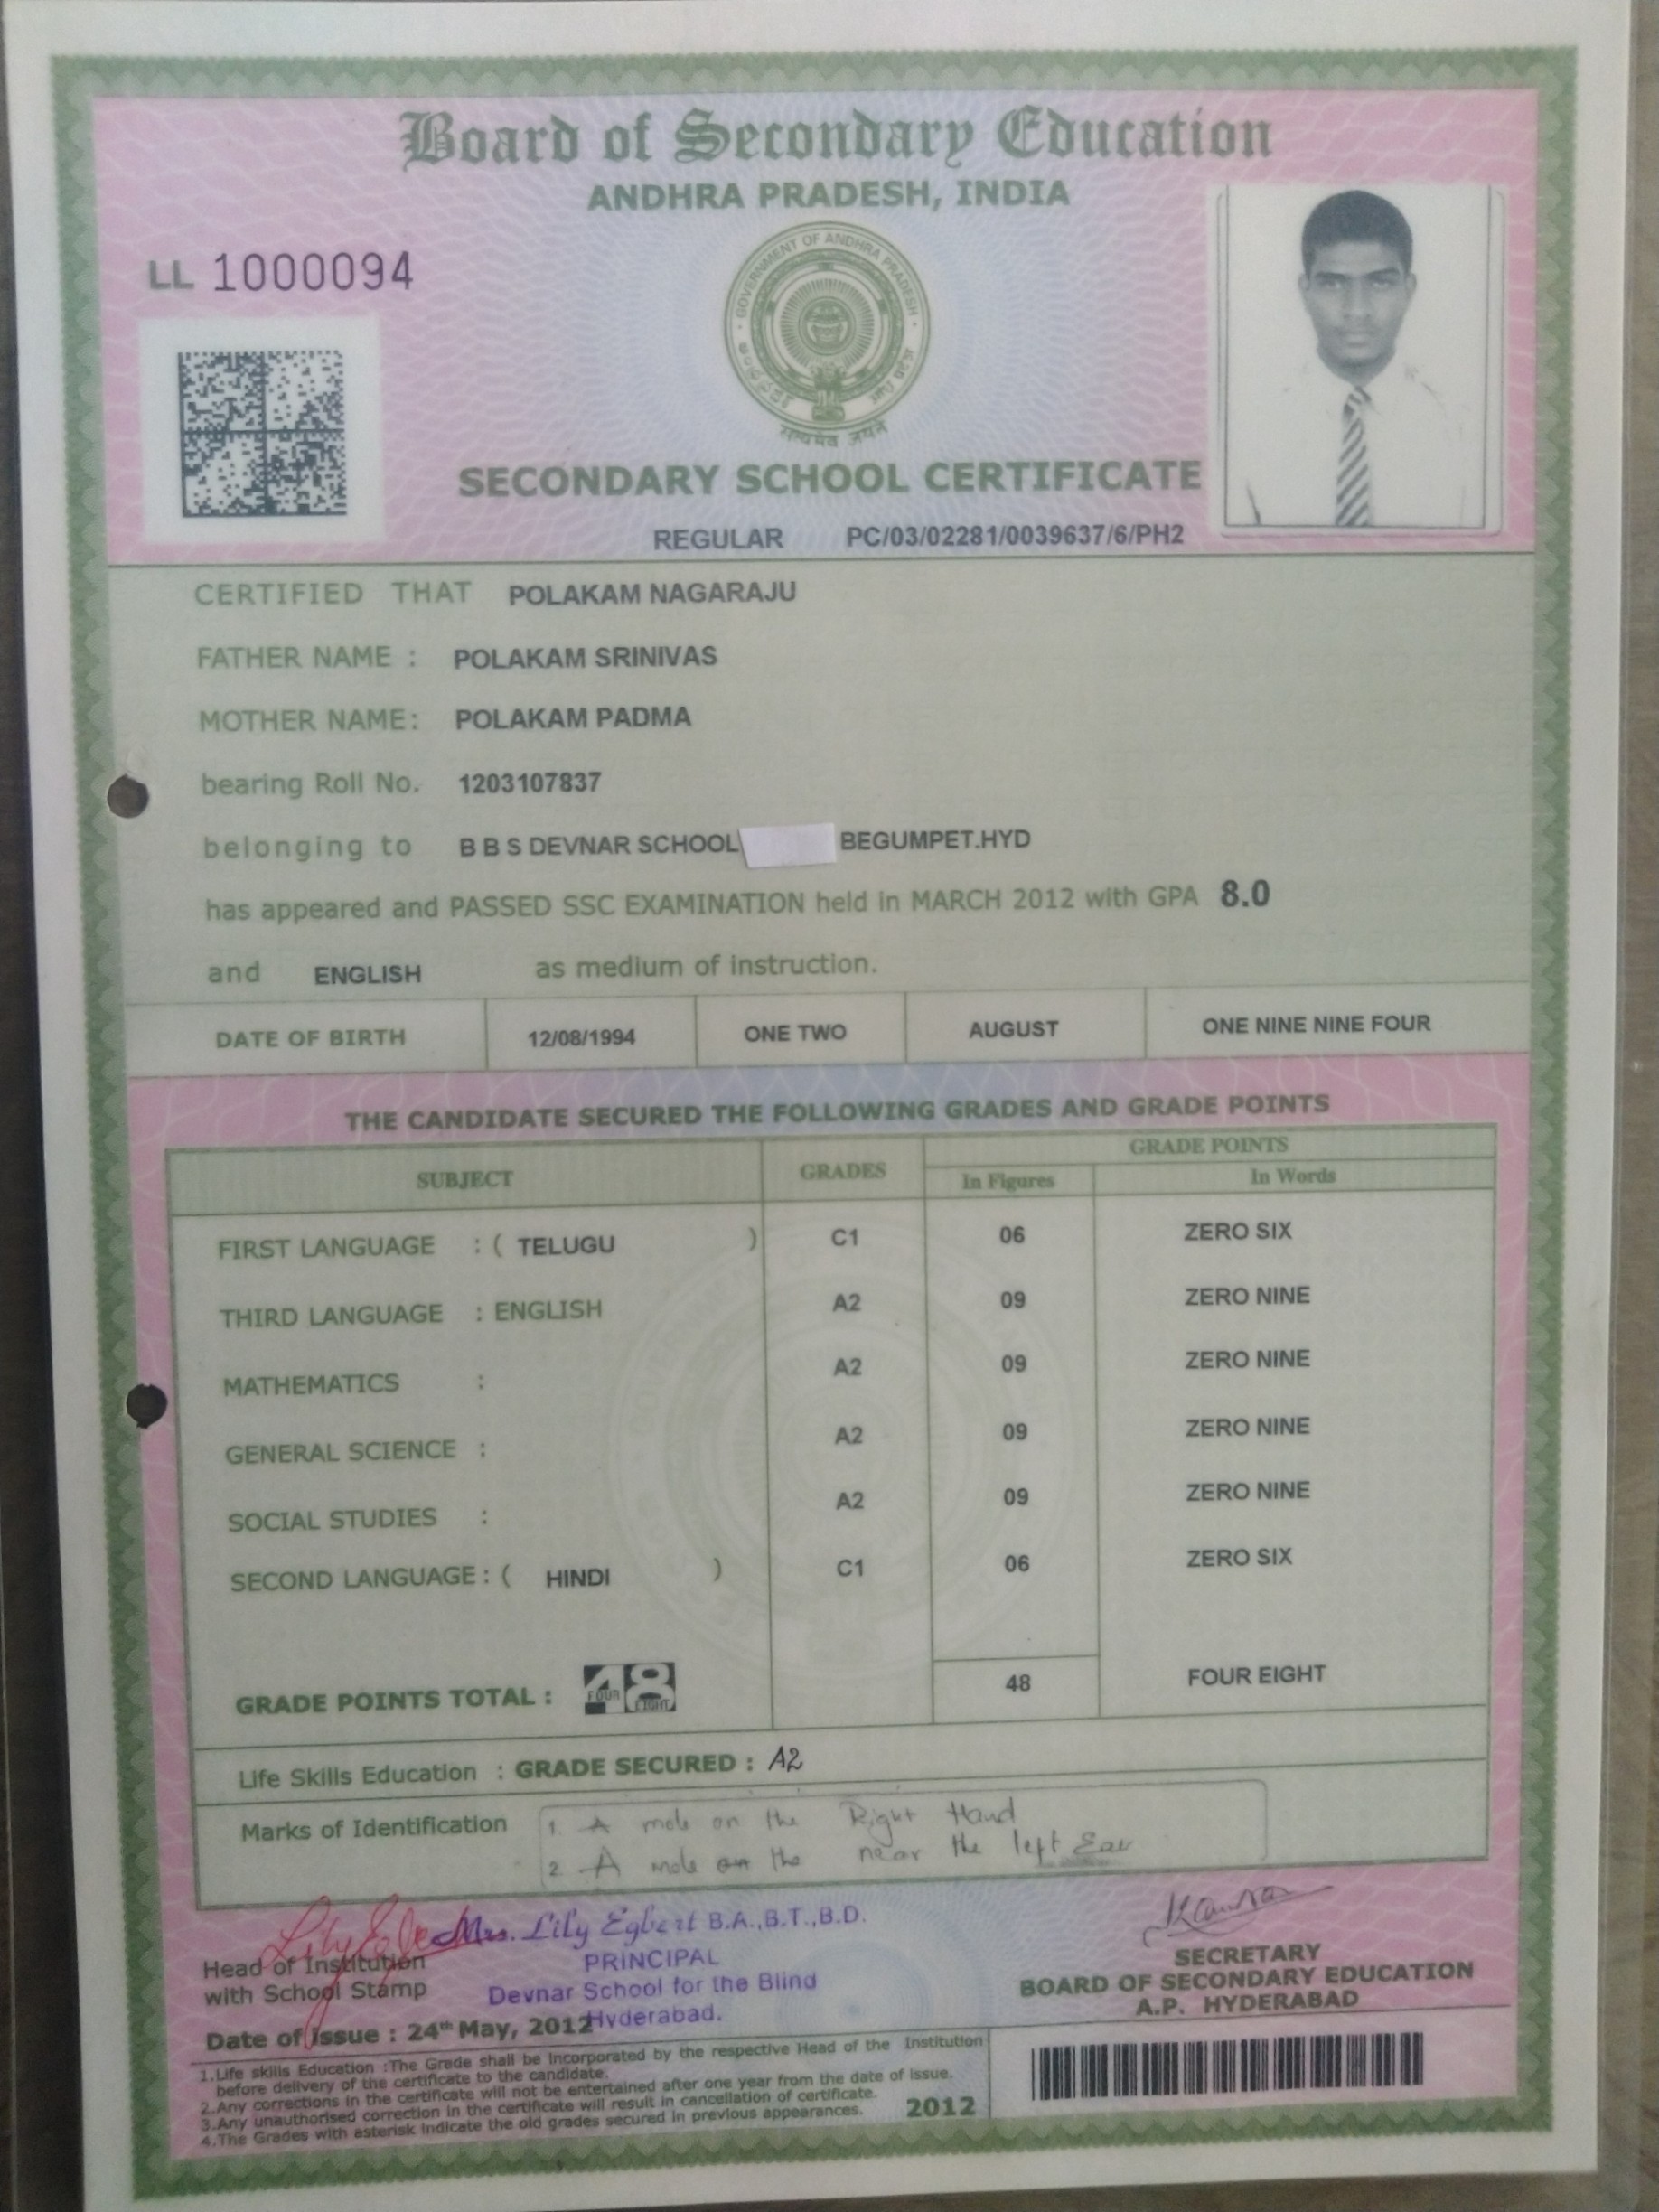 Board of Secondary Education
ANDHRA PRADESH, INDIA
LL 1000094
GOVERNMENT OF ANDHRA PRADESH
सत्यमेव जयते
SECONDARY SCHOOL CERTIFICATE
REGULAR PC/03/02281/0039637/6/PH2
CERTIFIED THAT POLAKAM NAGARAJU
FATHER NAME : POLAKAM SRINIVAS
MOTHER NAME: POLAKAM PADMA
bearing Roll No. 1203107837
belonging to B B S DEVNAR SCHOOL BEGUMPET.HYD
has appeared and PASSED SSC EXAMINATION held in MARCH 2012 with GPA 8.0
and ENGLISH as medium of instruction.
DATE OF BIRTH 12/08/1994 ONE TWO AUGUST ONE NINE NINE FOUR
THE CANDIDATE SECURED THE FOLLOWING GRADES AND GRADE POINTS
SUBJECT GRADES GRADE POINTS
In Figures In Words
FIRST LANGUAGE : ( TELUGU ) C1 06 ZERO SIX
THIRD LANGUAGE : ENGLISH A2 09 ZERO NINE
MATHEMATICS : A2 09 ZERO NINE
GENERAL SCIENCE : A2 09 ZERO NINE
SOCIAL STUDIES : A2 09 ZERO NINE
SECOND LANGUAGE : ( HINDI ) C1 06 ZERO SIX
GRADE POINTS TOTAL : 48 FOUR EIGHT 48 FOUR EIGHT
Life Skills Education : GRADE SECURED : A2
Marks of Identification 1. A mole on the Right Hand
2 A mole on the near the left Ear
Lily Egbert Mrs. Lily Egbert B.A.,B.T.,B.D.
Head of Institution PRINCIPAL
with School Stamp Devnar School for the Blind
Hyderabad.
SECRETARY
BOARD OF SECONDARY EDUCATION
A.P. HYDERABAD
Date of Issue : 24th May, 2012
1.Life skills Education :The Grade shall be Incorporated by the respective Head of the Institution
before delivery of the certificate to the candidate.
2.Any corrections in the certificate will not be entertained after one year from the date of issue.
3.Any unauthorised correction in the certificate will result in cancellation of certificate.
4.The Grades with asterisk indicate the old grades secured in previous appearances.
2012